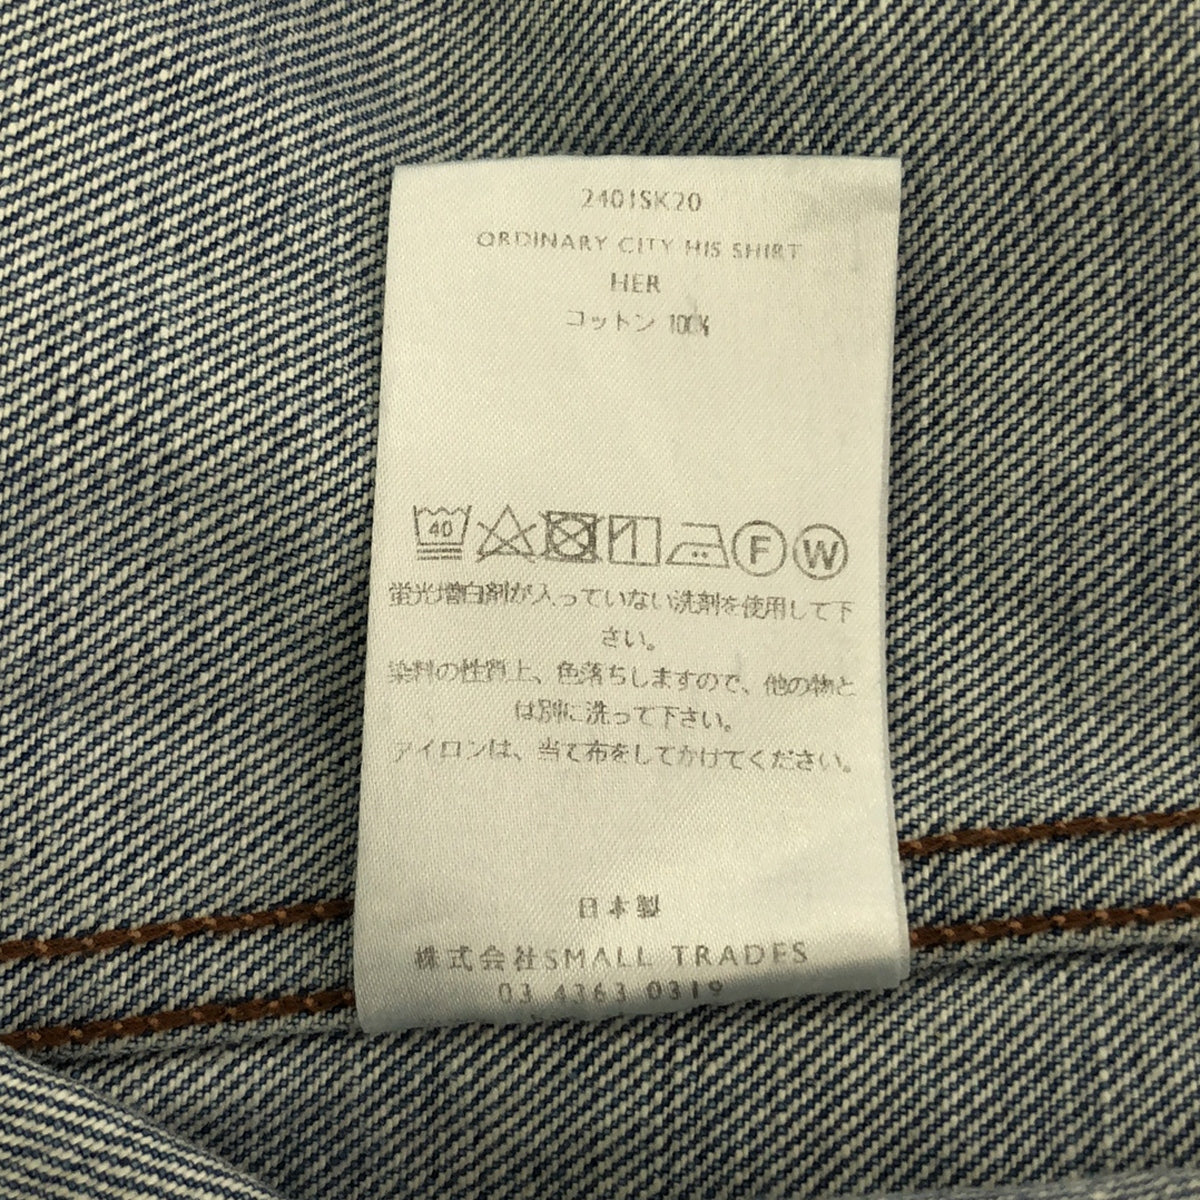 2401SK20
ORDINARY CITY HIS SHIRT
HER
コットン 100%
40 F W
蛍光増白剤が入っていない洗剤を使用して下
さい。
染料の性質上、色落ちしますので、他の物と
は別に洗って下さい。
アイロンは、当て布をしてかけてください。
日本製
株式会社SMALL TRADES
03 4363 0319